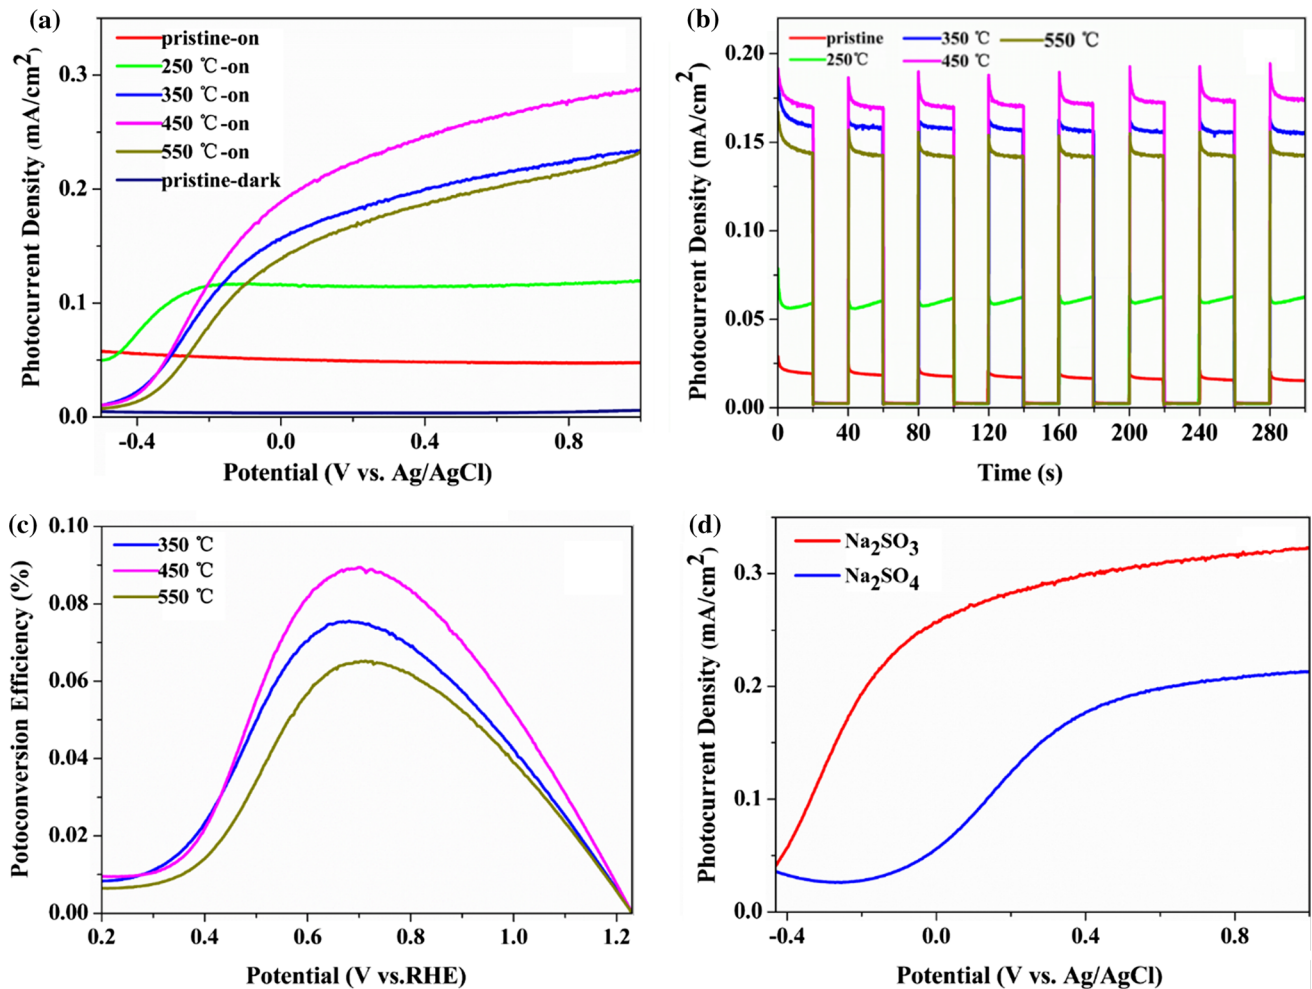 (a)
pristine-on
250 ℃-on
350 ℃-on
450 ℃-on
550 ℃-on
pristine-dark
0.3
0.2
0.1
0.0
-0.4 0.0 0.4 0.8
Photocurrent Density (mA/cm²)
Potential (V vs. Ag/AgCl)
(b)
pristine 350 ℃ 550 ℃
250℃ 450 ℃
0.20
0.15
0.10
0.05
0.00
0 40 80 120 160 200 240 280
Photocurrent Density (mA/cm²)
Time (s)
(c)
350 ℃
450 ℃
550 ℃
0.10
0.08
0.06
0.04
0.02
0.00
0.2 0.4 0.6 0.8 1.0 1.2
Potoconversion Efficiency (%)
Potential (V vs.RHE)
(d)
Na₂SO₃
Na₂SO₄
0.3
0.2
0.1
0.0
-0.4 0.0 0.4 0.8
Photocurrent Density (mA/cm²)
Potential (V vs. Ag/AgCl)